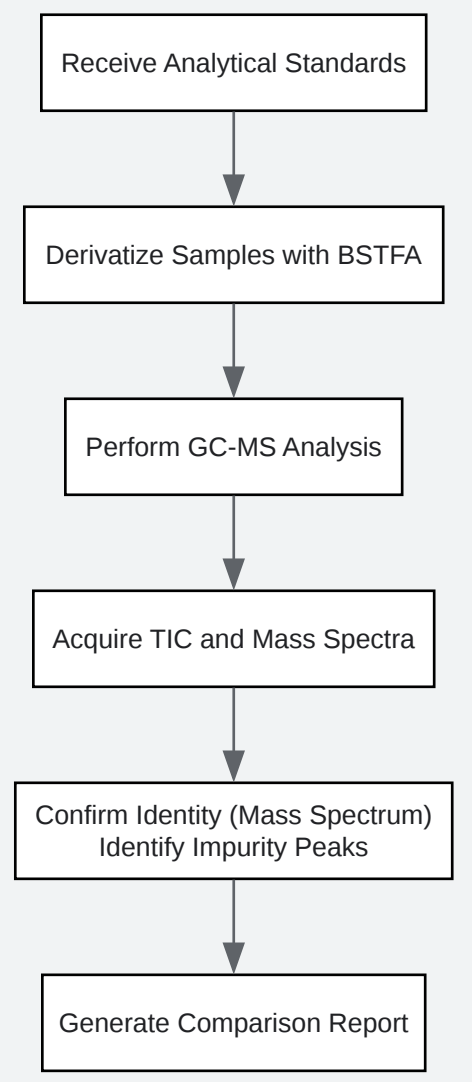 Receive Analytical Standards
Derivatize Samples with BSTFA
Perform GC-MS Analysis
Acquire TIC and Mass Spectra
Confirm Identity (Mass Spectrum)
Identify Impurity Peaks
Generate Comparison Report